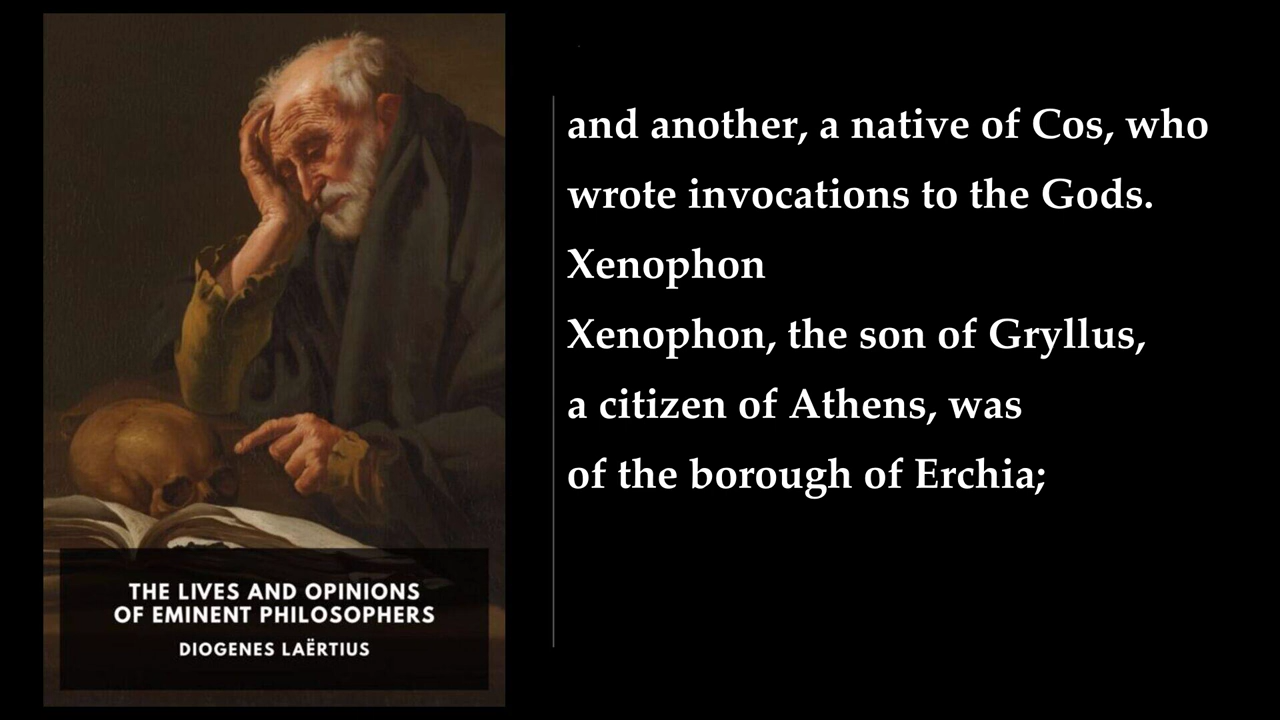 and another, a native of Cos, who
wrote invocations to the Gods.
Xenophon
Xenophon, the son of Gryllus,
a citizen of Athens, was
of the borough of Erchia;
THE LIVES AND OPINIONS
OF EMINENT PHILOSOPHERS
DIOGENES LAËRTIUS